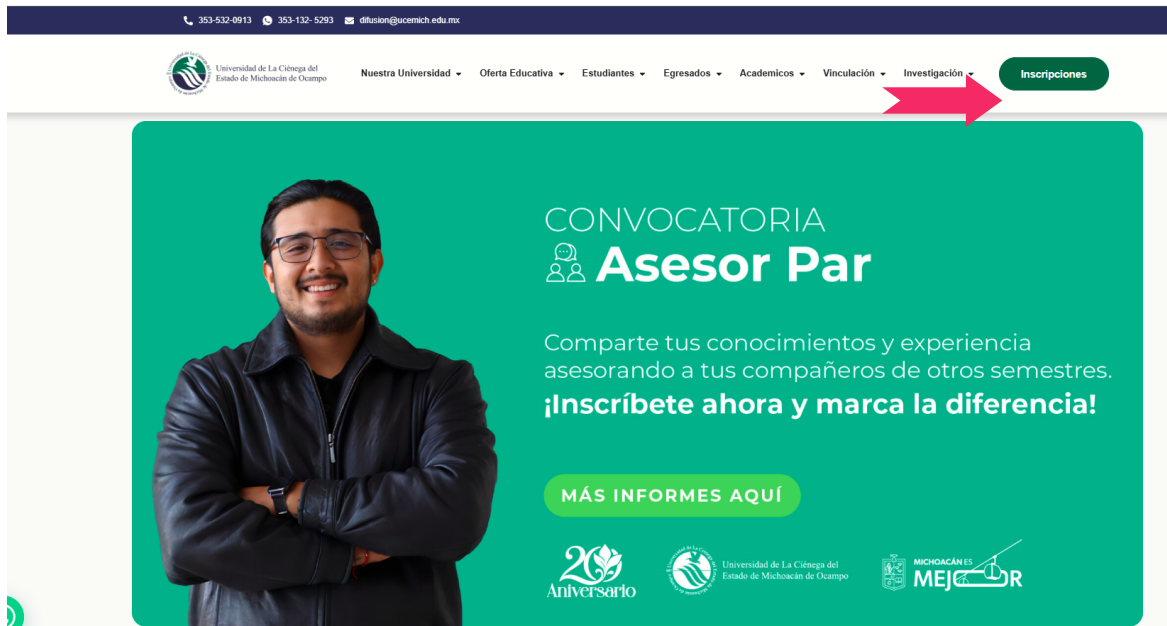 353-532-0913 353-132- 5293 difusion@ucemich.edu.mx
Universidad de La Ciénega del
Estado de Michoacán de Ocampo
Nuestra Universidad Oferta Educativa Estudiantes Egresados Academicos Vinculación Investigación Inscripciones
CONVOCATORIA
Asesor Par
Comparte tus conocimientos y experiencia
asesorando a tus compañeros de otros semestres.
¡Inscríbete ahora y marca la diferencia!
MÁS INFORMES AQUÍ
20
Aniversario
Universidad de La Ciénega del
Estado de Michoacán de Ocampo
MICHOACÁN ES
MEJOR